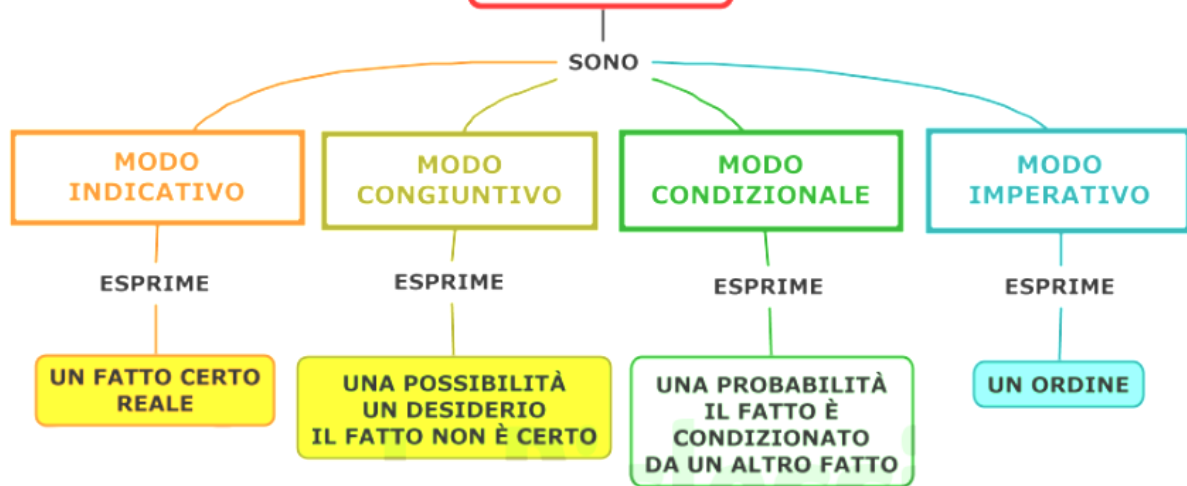 SONO
MODO
INDICATIVO
MODO
CONGIUNTIVO
MODO
CONDIZIONALE
MODO
IMPERATIVO
ESPRIME
ESPRIME
ESPRIME
ESPRIME
UN FATTO CERTO
REALE
UNA POSSIBILITÀ
UN DESIDERIO
IL FATTO NON È CERTO
UNA PROBABILITÀ
IL FATTO È
CONDIZIONATO
DA UN ALTRO FATTO
UN ORDINE